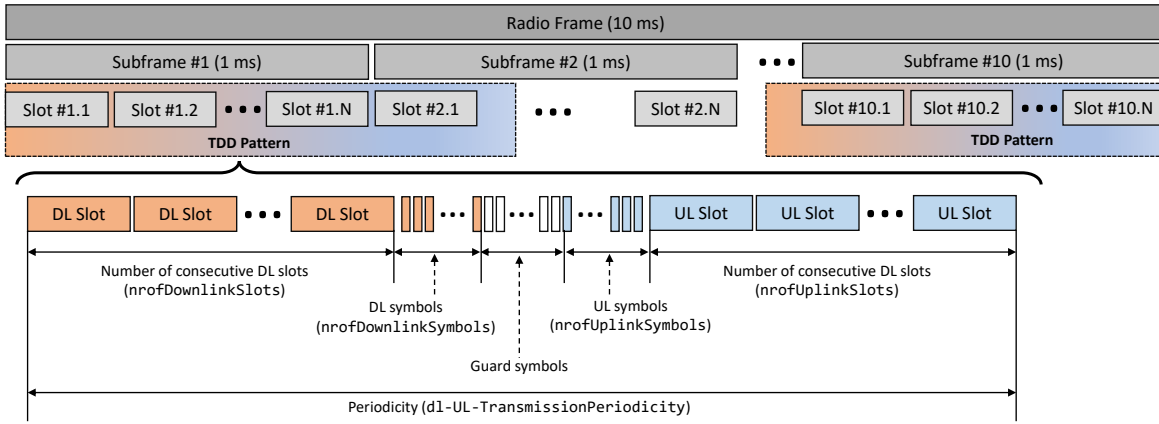 Radio Frame (10 ms)
Subframe #1 (1 ms)
Subframe #2 (1 ms)
Subframe #10 (1 ms)
Slot #1.1
Slot #1.2
Slot #1.N
Slot #2.1
Slot #2.N
Slot #10.1
Slot #10.2
Slot #10.N
TDD Pattern
TDD Pattern
DL Slot
DL Slot
DL Slot
UL Slot
UL Slot
UL Slot
Number of consecutive DL slots
(nrofDownlinkSlots)
DL symbols
(nrofDownlinkSymbols)
Guard symbols
UL symbols
(nrofUplinkSymbols)
Number of consecutive DL slots
(nrofUplinkSlots)
Periodicity (dl-UL-TransmissionPeriodicity)